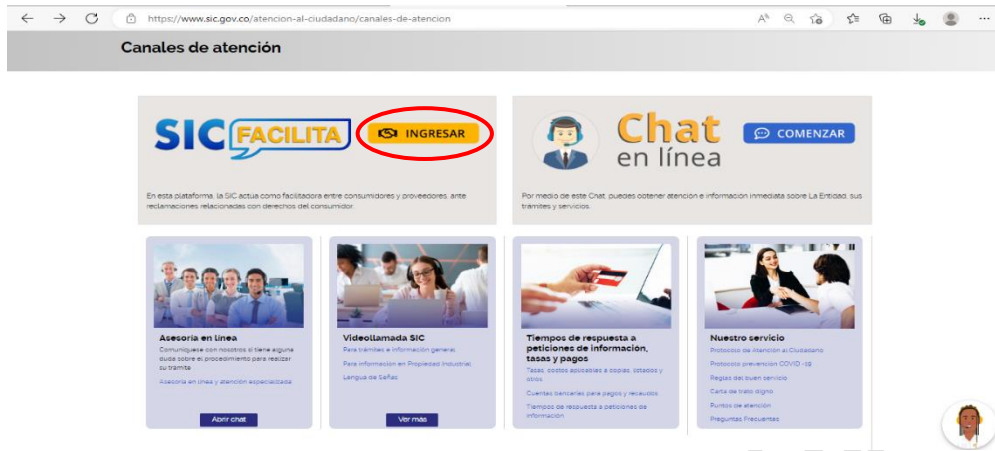 https://www.sic.gov.co/atencion-al-ciudadano/canales-de-atencion
Canales de atención
SIC FACILITA
INGRESAR
En esta plataforma, la SIC actúa como facilitadora entre consumidores y proveedores, ante
reclamaciones relacionadas con derechos del consumidor.
Chat
en línea
COMENZAR
Por medio de este Chat, puedes obtener atención e información inmediata sobre La Entidad, sus
trámites y servicios.
Asesoría en línea
Comuníquese con nosotros si tiene alguna
duda sobre el procedimiento para realizar
su trámite
Asesoría en línea y atención especializada
Abrir chat
Videollamada SIC
Para trámites e información general
Para información en Propiedad Industrial
Lengua de Señas
Ver más
Tiempos de respuesta a
peticiones de información,
tasas y pagos
Tasas, costos aplicables a copias, listados y
otros
Cuentas bancarias para pagos y recaudos
Tiempos de respuesta a peticiones de
información
Nuestro servicio
Protocolo de Atención al Ciudadano
Protocolo prevención COVID -19
Reglas del buen servicio
Carta de trato digno
Puntos de atención
Preguntas Frecuentes